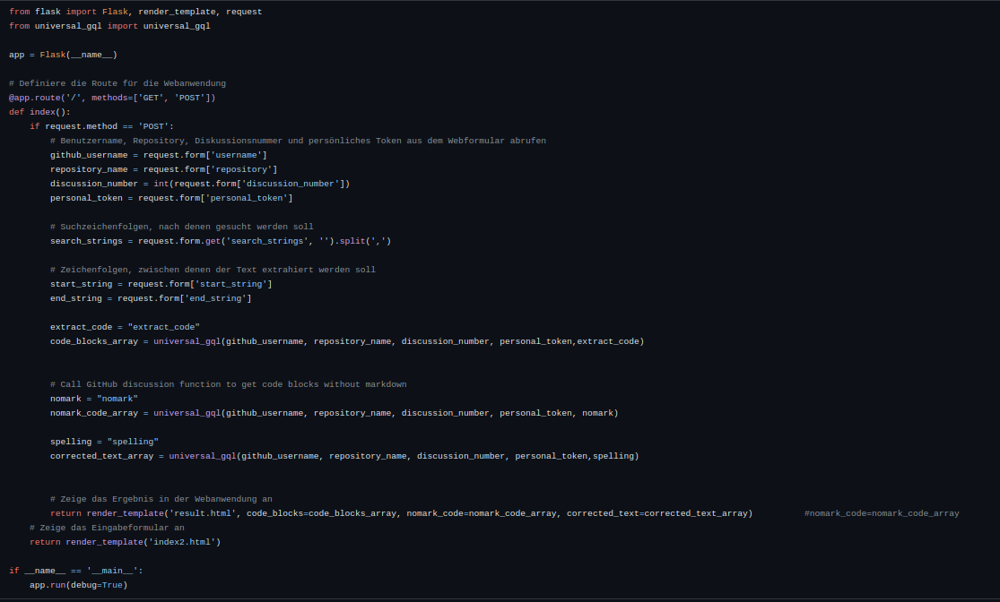 from flask import Flask, render_template, request
from universal_gql import universal_gql
app = Flask(__name__)
# Definiere die Route für die Webanwendung
@app.route('/', methods=['GET', 'POST'])
def index():
if request.method == 'POST':
# Benutzername, Repository, Diskussionsnummer und persönliches Token aus dem Webformular abrufen
github_username = request.form['username']
repository_name = request.form['repository']
discussion_number = int(request.form['discussion_number'])
personal_token = request.form['personal_token']
# Suchzeichenfolgen, nach denen gesucht werden soll
search_strings = request.form.get('search_strings', '').split(',')
# Zeichenfolgen, zwischen denen der Text extrahiert werden soll
start_string = request.form['start_string']
end_string = request.form['end_string']
extract_code = "extract_code"
code_blocks_array = universal_gql(github_username, repository_name, discussion_number, personal_token,extract_code)
# Call GitHub discussion function to get code blocks without markdown
nomark = "nomark"
nomark_code_array = universal_gql(github_username, repository_name, discussion_number, personal_token, nomark)
spelling = "spelling"
corrected_text_array = universal_gql(github_username, repository_name, discussion_number, personal_token,spelling)
# Zeige das Ergebnis in der Webanwendung an
return render_template('result.html', code_blocks=code_blocks_array, nomark_code=nomark_code_array, corrected_text=corrected_text_array) #nomark_code=nomark_code_array
# Zeige das Eingabeformular an
return render_template('index2.html')
if __name__ == '__main__':
app.run(debug=True)